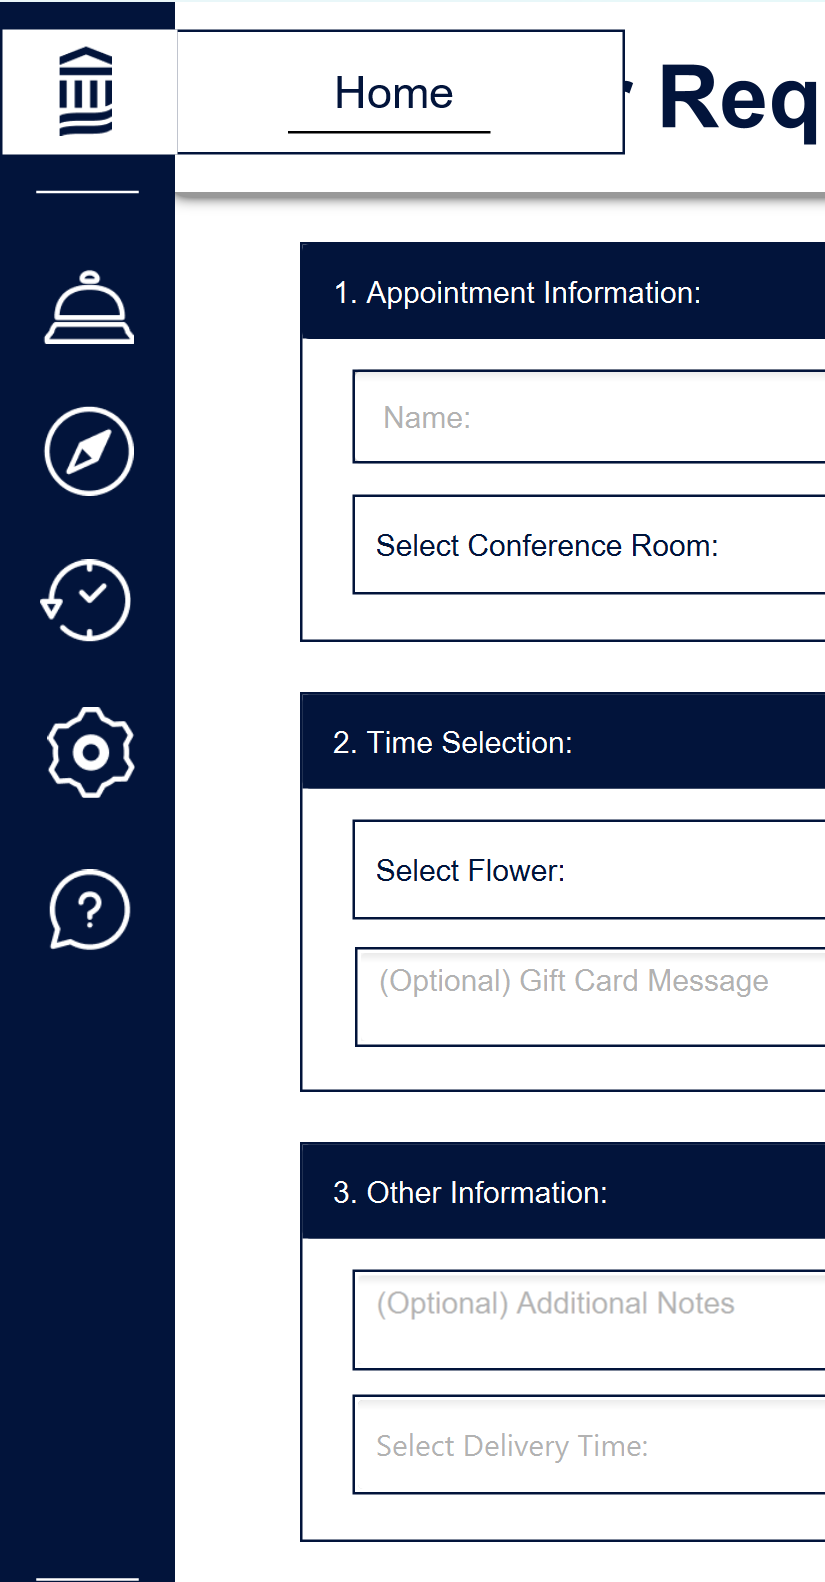 Home
Req
1. Appointment Information:
Name:
Select Conference Room:
2. Time Selection:
Select Flower:
(Optional) Gift Card Message
3. Other Information:
(Optional) Additional Notes
Select Delivery Time: